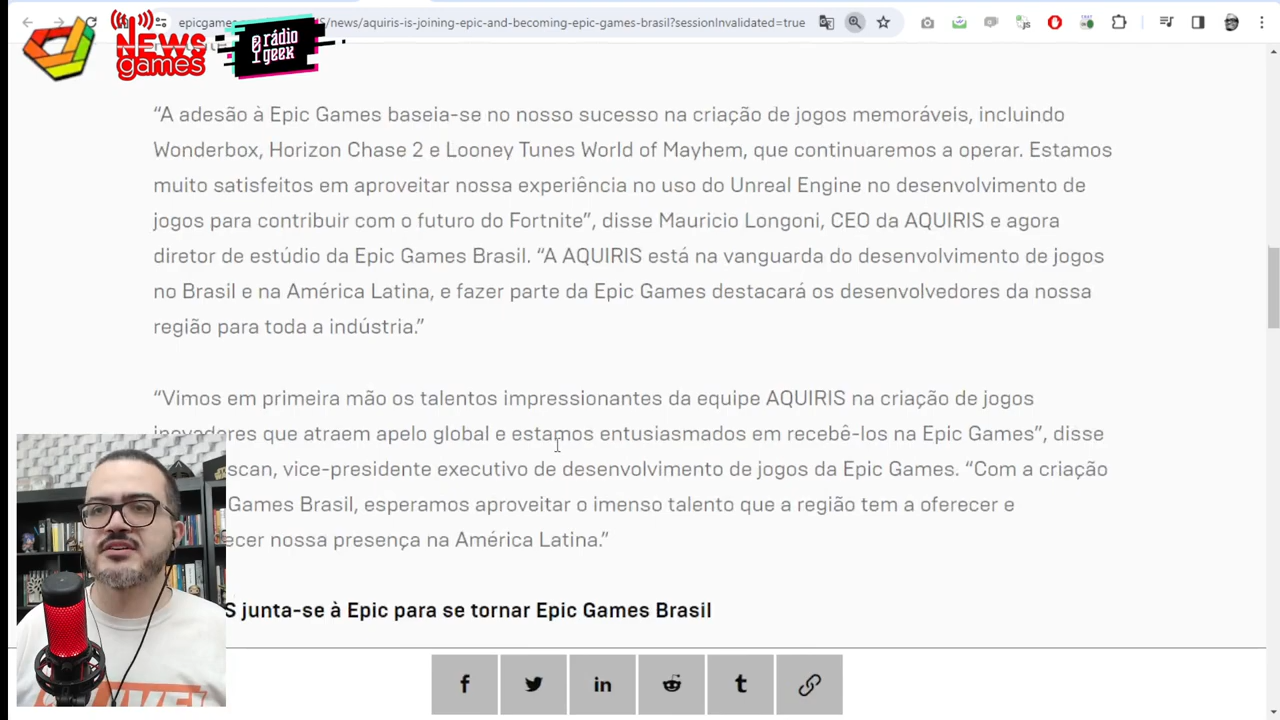 epicgames
S/news/aquiris-is-joining-epic-and-becoming-epic-games-brasil?sessionInvalidated=true
NEWS
games
rádio
geek
“A adesão à Epic Games baseia-se no nosso sucesso na criação de jogos memoráveis, incluindo
Wonderbox, Horizon Chase 2 e Looney Tunes World of Mayhem, que continuaremos a operar. Estamos
muito satisfeitos em aproveitar nossa experiência no uso do Unreal Engine no desenvolvimento de
jogos para contribuir com o futuro do Fortnite”, disse Mauricio Longoni, CEO da AQUIRIS e agora
diretor de estúdio da Epic Games Brasil. “A AQUIRIS está na vanguarda do desenvolvimento de jogos
no Brasil e na América Latina, e fazer parte da Epic Games destacará os desenvolvedores da nossa
região para toda a indústria.”
“Vimos em primeira mão os talentos impressionantes da equipe AQUIRIS na criação de jogos
inovadores que atraem apelo global e estamos entusiasmados em recebê-los na Epic Games”, disse
scan, vice-presidente executivo de desenvolvimento de jogos da Epic Games. “Com a criação
Games Brasil, esperamos aproveitar o imenso talento que a região tem a oferecer e
ecer nossa presença na América Latina.”
S junta-se à Epic para se tornar Epic Games Brasil